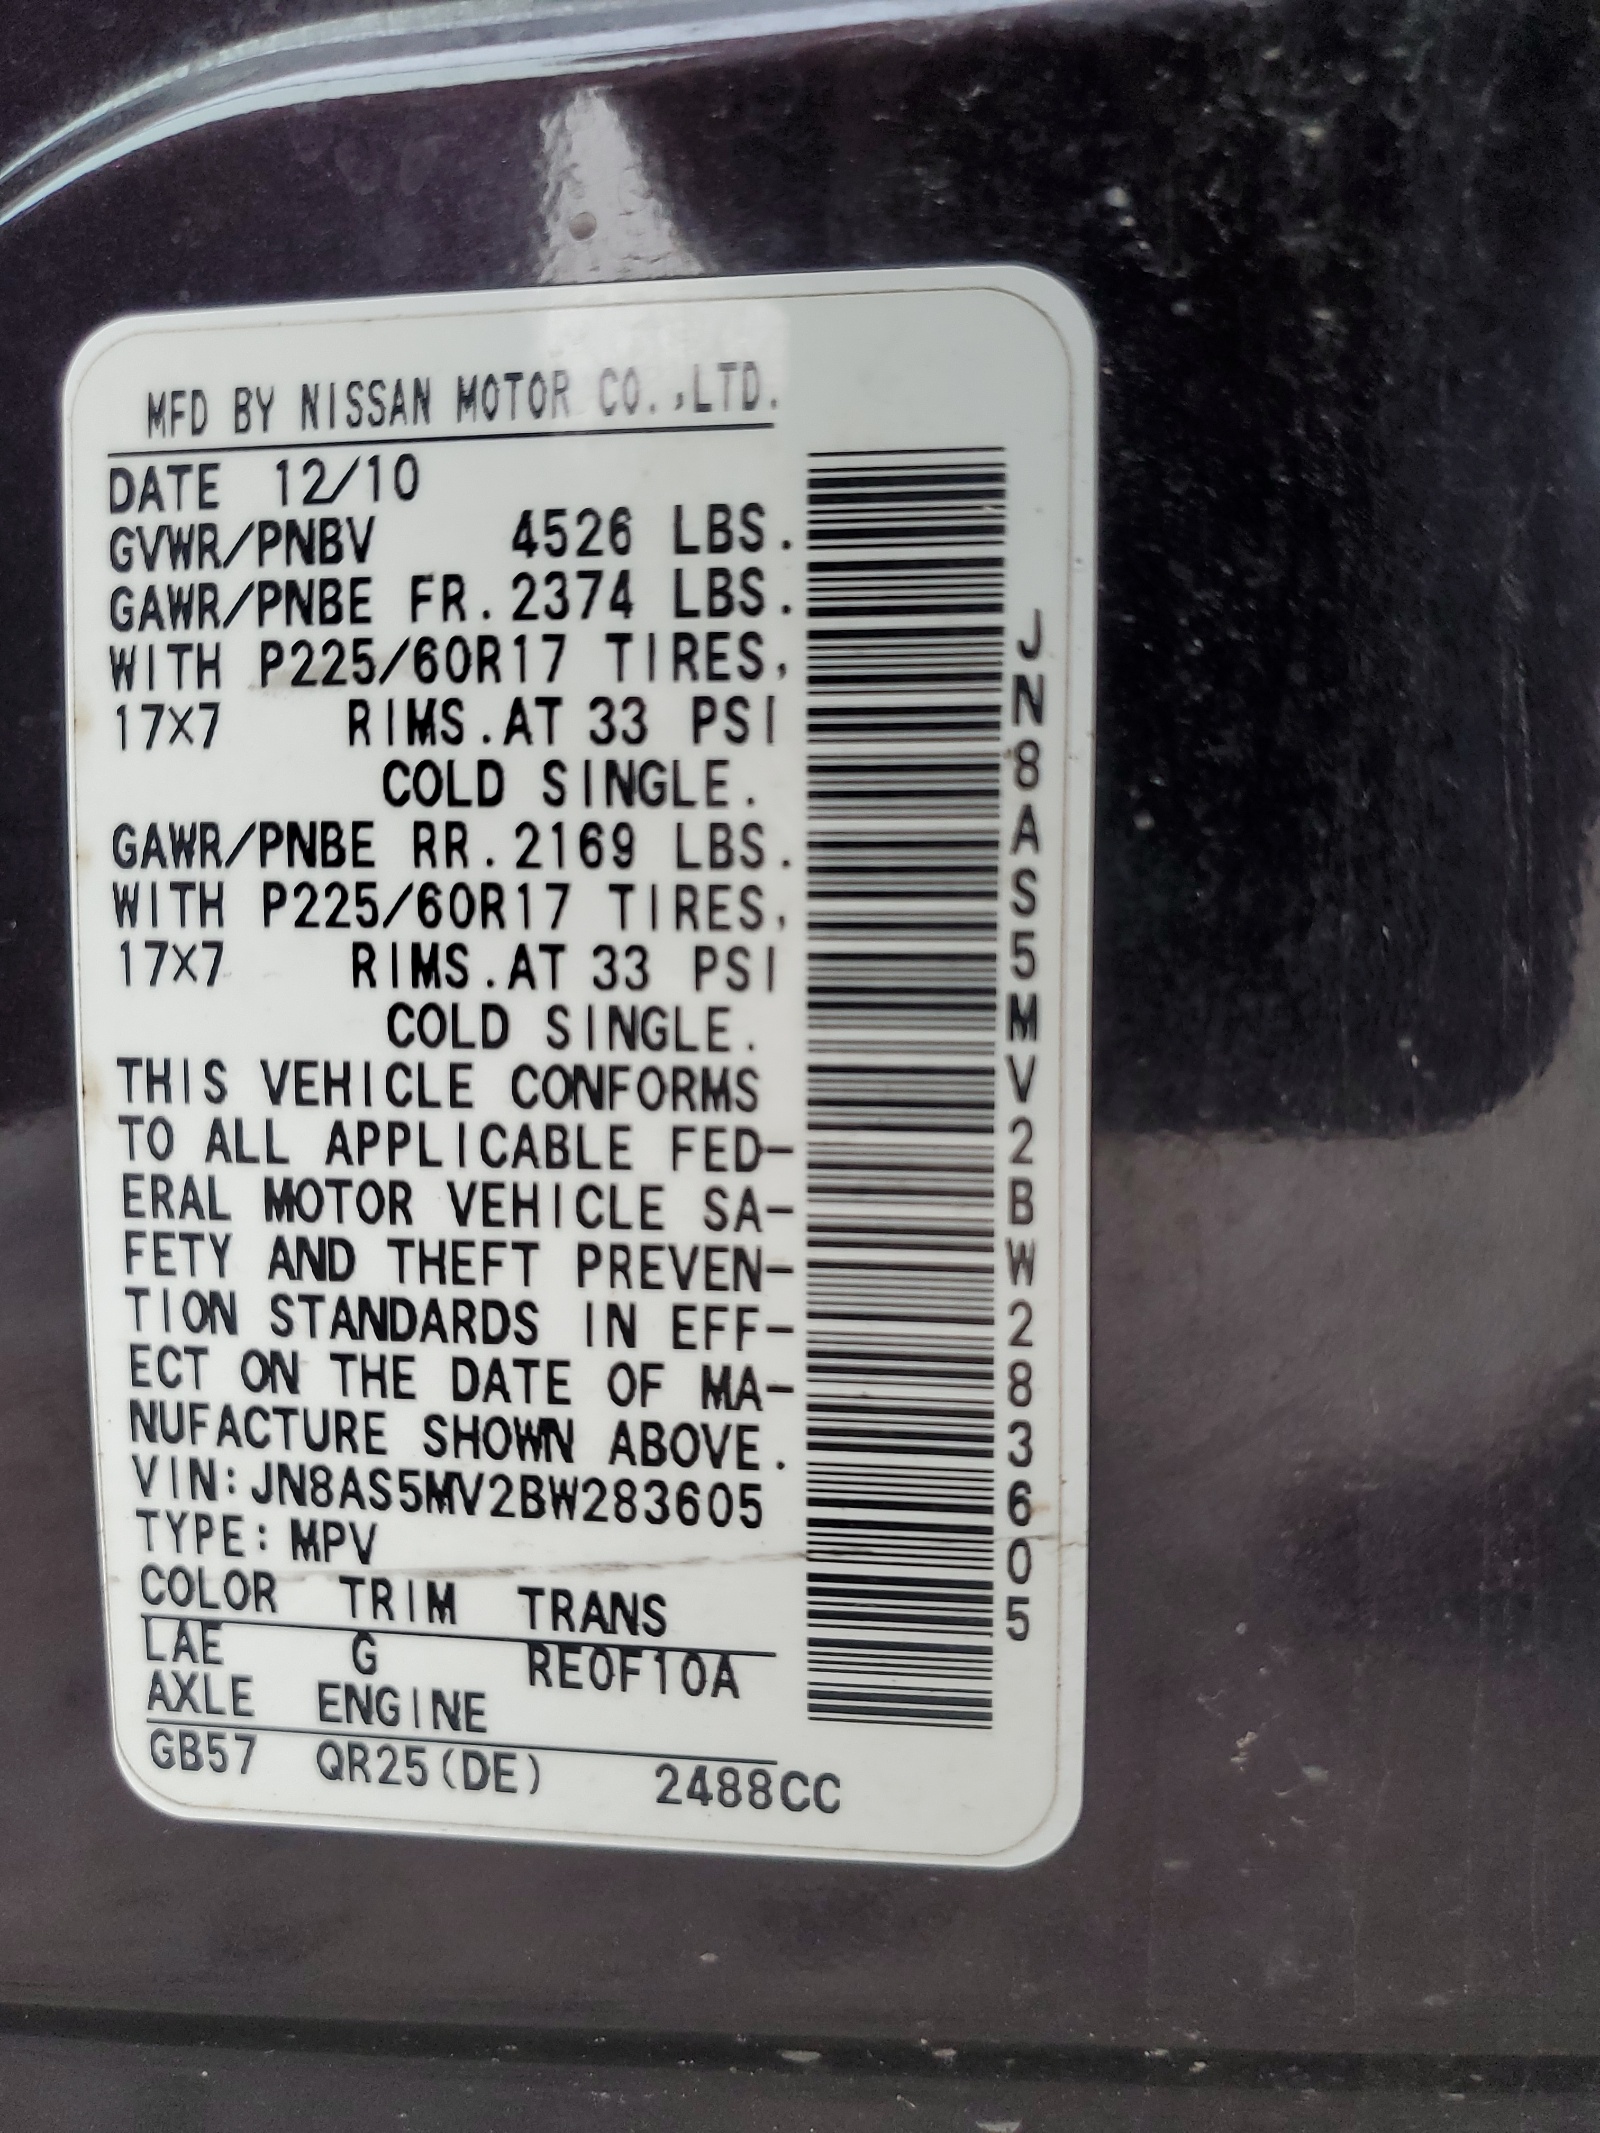 MFD BY NISSAN MOTOR CO.,LTD.
DATE 12/10
GVWR/PNBV 4526 LBS.
GAWR/PNBE FR.2374 LBS.
WITH P225/60R17 TIRES,
17X7 RIMS.AT 33 PSI
COLD SINGLE.
GAWR/PNBE RR.2169 LBS.
WITH P225/60R17 TIRES,
17X7 RIMS.AT 33 PSI
COLD SINGLE.
THIS VEHICLE CONFORMS
TO ALL APPLICABLE FED-
ERAL MOTOR VEHICLE SA-
FETY AND THEFT PREVEN-
TION STANDARDS IN EFF-
ECT ON THE DATE OF MA-
NUFACTURE SHOWN ABOVE.
VIN:JN8AS5MV2BW283605
TYPE:MPV
COLOR TRIM TRANS
LAE G RE0F10A
AXLE ENGINE
GB57 QR25(DE) 2488CC
JN8AS5MV2BW283605